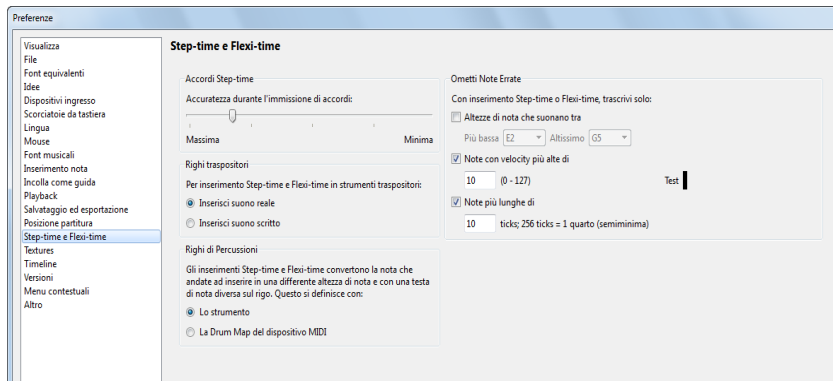 Preferenze
Visualizza
File
Font equivalenti
Idee
Dispositivi ingresso
Scorciatoie da tastiera
Lingua
Mouse
Font musicali
Inserimento nota
Incolla come guida
Playback
Salvataggio ed esportazione
Posizione partitura
Step-time e Flexi-time
Textures
Timeline
Versioni
Menu contestuali
Altro
Step-time e Flexi-time
Accordi Step-time
Accuratezza durante l'immissione di accordi:
Massima Minima
Righi traspositori
Per inserimento Step-time e Flexi-time in strumenti traspositori:
Inserisci suono reale
Inserisci suono scritto
Righi di Percussioni
Gli inserimenti Step-time e Flexi-time convertono la nota che
andate ad inserire in una differente altezza di nota e con una testa
di nota diversa sul rigo. Questo si definisce con:
Lo strumento
La Drum Map del dispositivo MIDI
Ometti Note Errate
Con inserimento Step-time o Flexi-time, trascrivi solo:
Altezze di nota che suonano tra
Più bassa E2 Altissimo G5
Note con velocity più alte di
10 (0 - 127) Test
Note più lunghe di
10 ticks; 256 ticks = 1 quarto (semiminima)